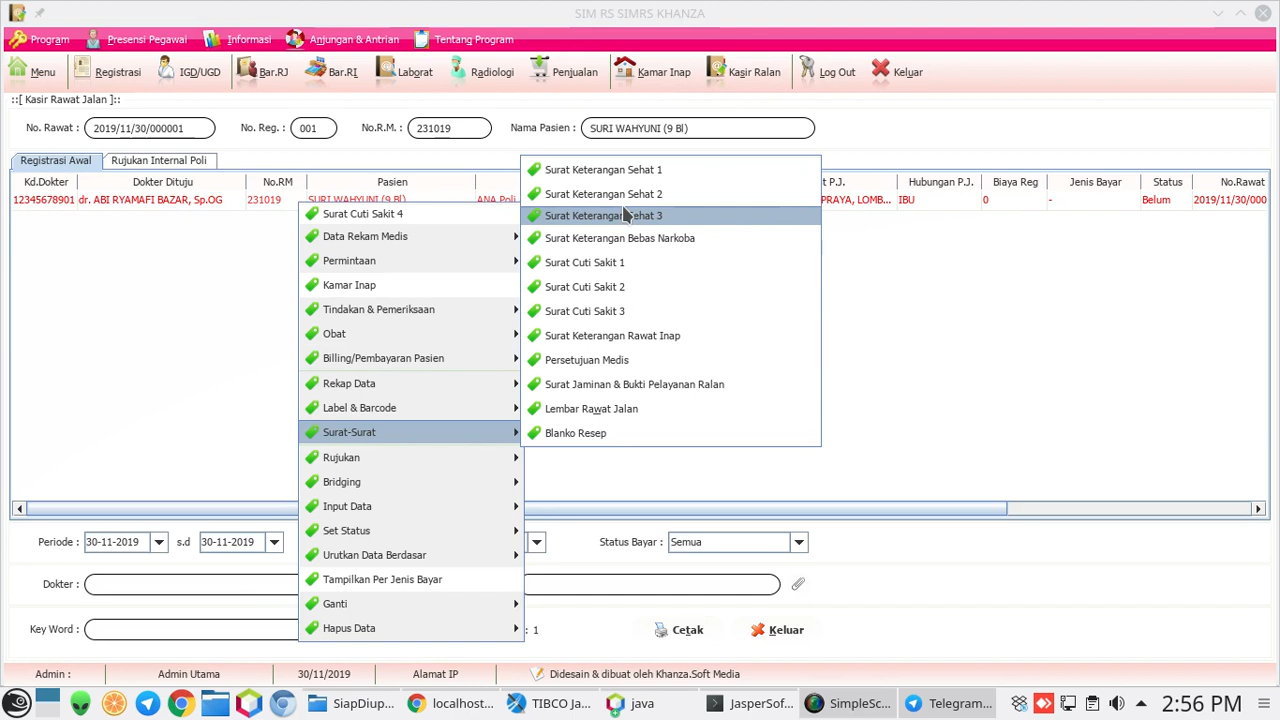 SIM RS SIMRS KHANZA
Program Presensi Pegawai Informasi Anjungan & Antrian Tentang Program
Menu Registrasi IGD/UGD Bar.RJ Laborat Radiologi Penjualan Kamar Inap Kasir Ralan Log Out Keluar
::[ Kasir Rawat Jalan ]::
No. Rawat : 2019/11/30/000001 No. Reg. : 001 No.R.M. : 231019 Nama Pasien : SURI WAHYUNI (9 Bl)
Registrasi Awal Rujukan Internal Poli
Kd.Dokter Dokter Dituju No.RM Pasien P.J. Hubungan P.J. Biaya Reg Jenis Bayar Status No.Rawat
12345678901 dr. ABI RYAMAFI BAZAR, Sp.OG 231019 SURI WAHYUNI (9 Bl) ANA Poli PRAYA, LOMB... IBU 0 - Belum 2019/11/30/000
Surat Cuti Sakit 4
Data Rekam Medis
Permintaan
Kamar Inap
Tindakan & Pemeriksaan
Obat
Billing/Pembayaran Pasien
Rekap Data
Label & Barcode
Surat-Surat
Rujukan
Bridging
Input Data
Set Status
Urutkan Data Berdasar
Tampilkan Per Jenis Bayar
Ganti
Hapus Data
Surat Keterangan Sehat 1
Surat Keterangan Sehat 2
Surat Keterangan Sehat 3
Surat Keterangan Bebas Narkoba
Surat Cuti Sakit 1
Surat Cuti Sakit 2
Surat Cuti Sakit 3
Surat Keterangan Rawat Inap
Persetujuan Medis
Surat Jaminan & Bukti Pelayanan Ralan
Lembar Rawat Jalan
Blanko Resep
Periode : 30-11-2019 s.d 30-11-2019 Status Bayar : Semua
Dokter :
Key Word : : 1 Cetak Keluar
Admin : Admin Utama 30/11/2019 Alamat IP Didesain & dibuat oleh Khanza.Soft Media
SiapDiup... localhost... TIBCO Ja... java JasperSof... SimpleSc... Telegram... 2:56 PM